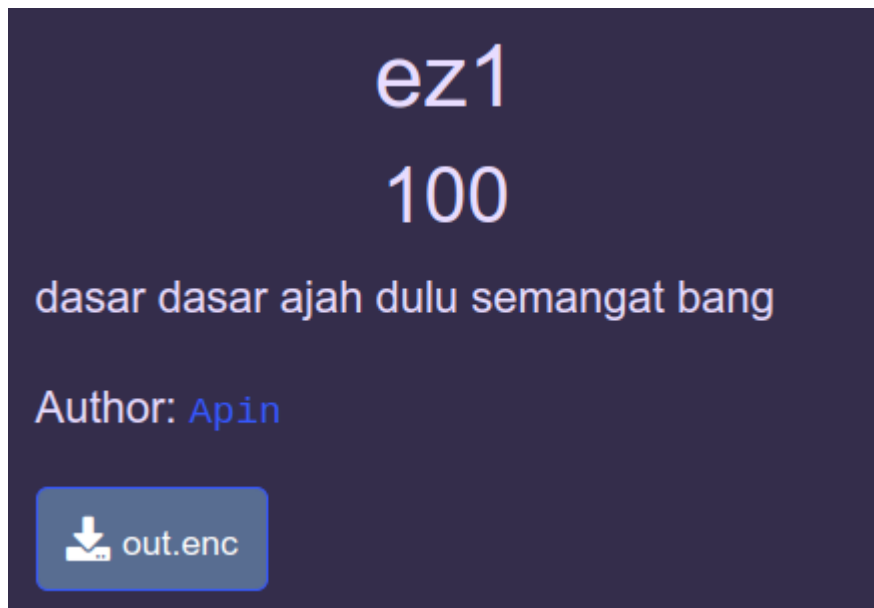 ez1
100
dasar dasar ajah dulu semangat bang
Author: Apin
out.enc